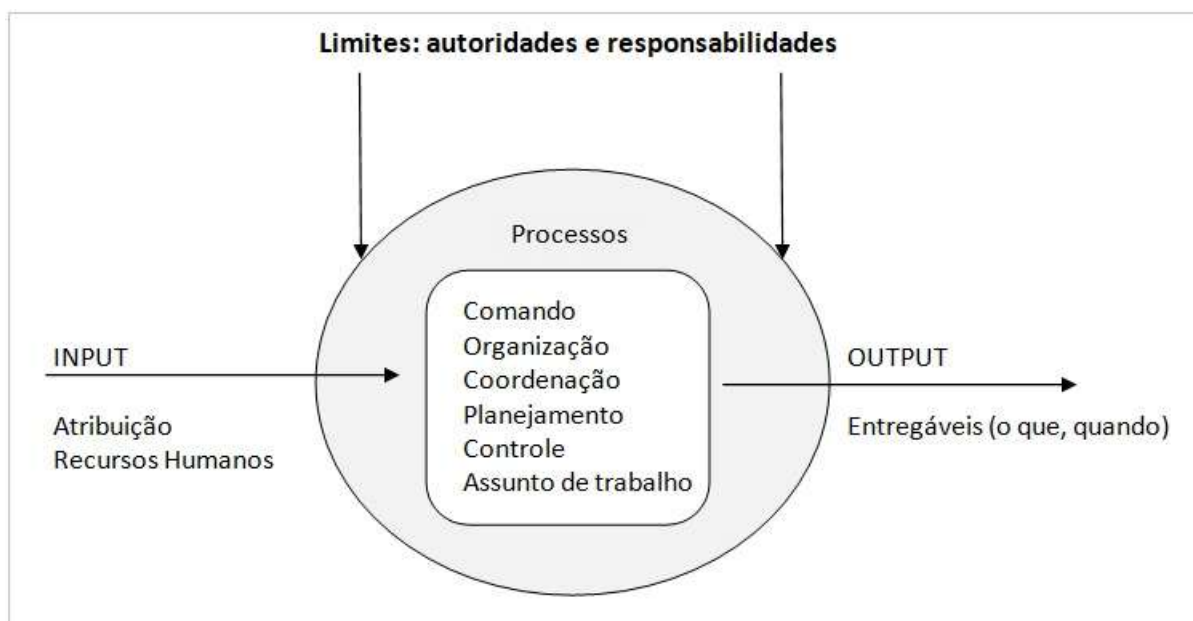 Limites: autoridades e responsabilidades
Processos
Comando
Organização
Coordenação
Planejamento
Controle
Assunto de trabalho
INPUT
Atribuição
Recursos Humanos
OUTPUT
Entregáveis (o que, quando)